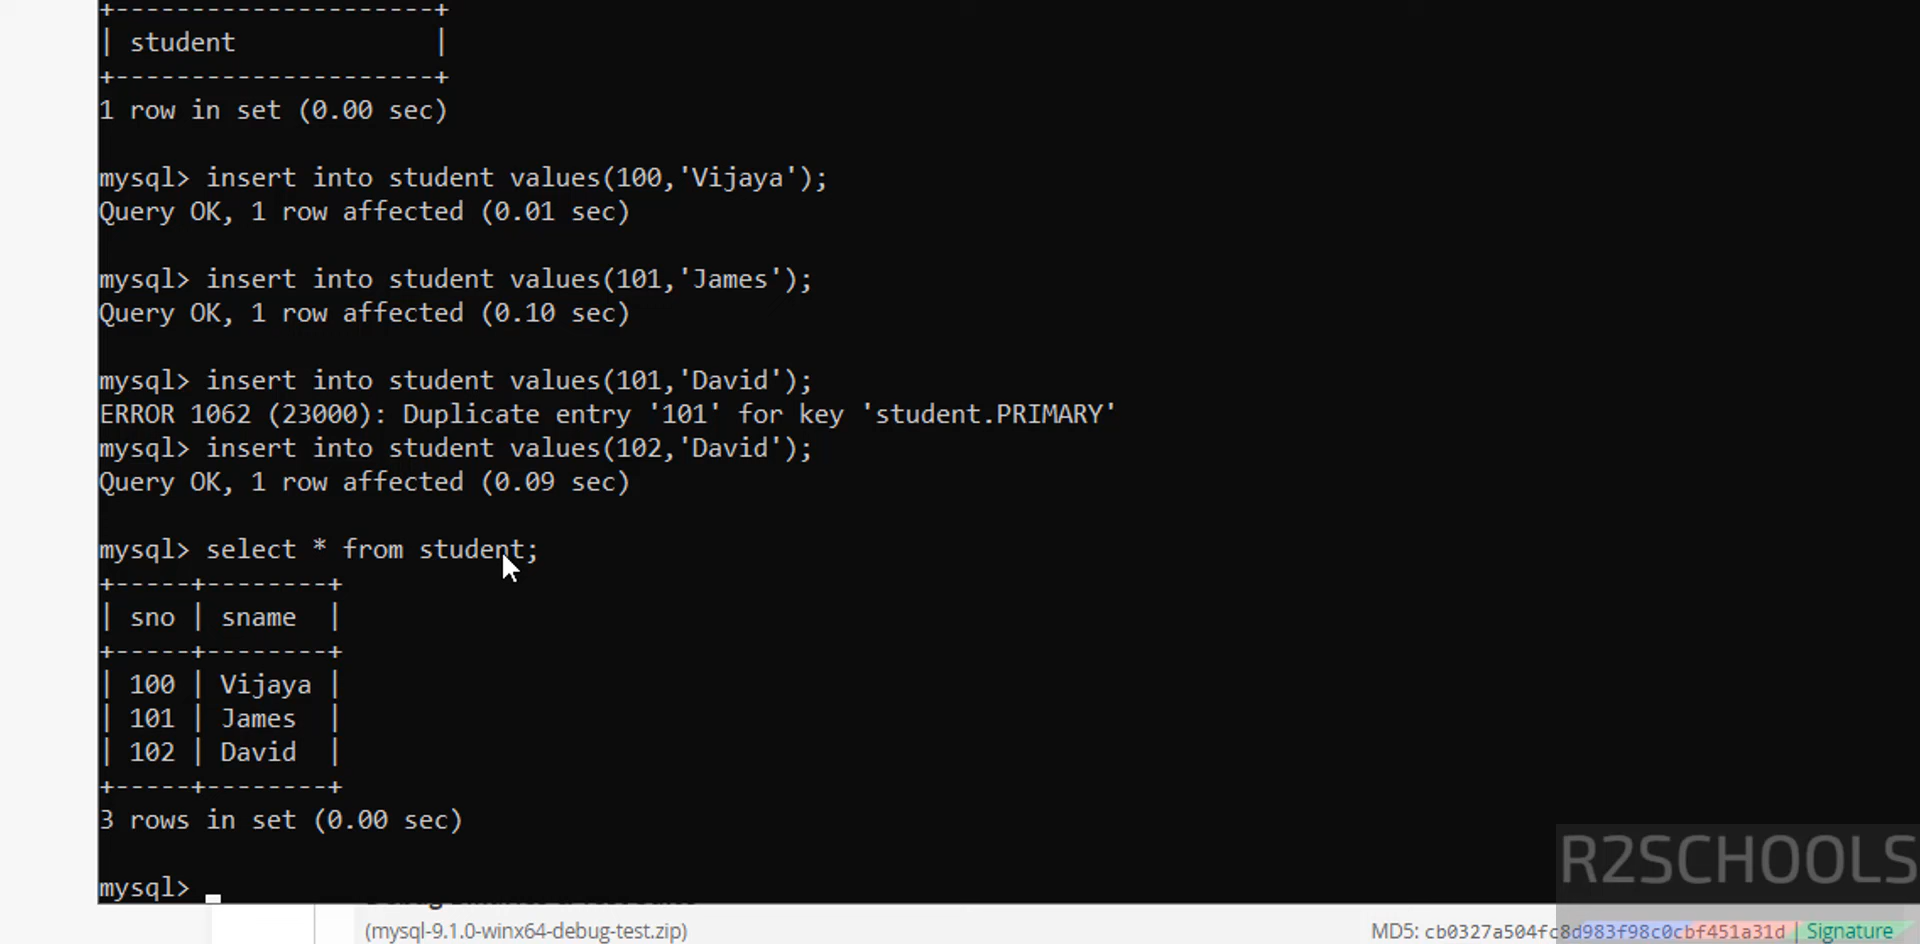 +---------------------+
| student             |
+---------------------+
1 row in set (0.00 sec)
mysql> insert into student values(100,'Vijaya');
Query OK, 1 row affected (0.01 sec)
mysql> insert into student values(101,'James');
Query OK, 1 row affected (0.10 sec)
mysql> insert into student values(101,'David');
ERROR 1062 (23000): Duplicate entry '101' for key 'student.PRIMARY'
mysql> insert into student values(102,'David');
Query OK, 1 row affected (0.09 sec)
mysql> select * from student;
+-----+--------+
| sno | sname  |
+-----+--------+
| 100 | Vijaya |
| 101 | James  |
| 102 | David  |
+-----+--------+
3 rows in set (0.00 sec)
mysql>
R2SCHOOLS
(mysql-9.1.0-winx64-debug-test.zip) MD5: cb0327a504fc8d983f98c0cbf451a31d | Signature